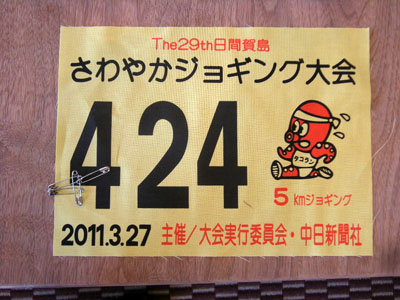 The29th日間賀島
さわやかジョギング大会
424
タコラン
5kmジョギング
2011.3.27 主催／大会実行委員会・中日新聞社